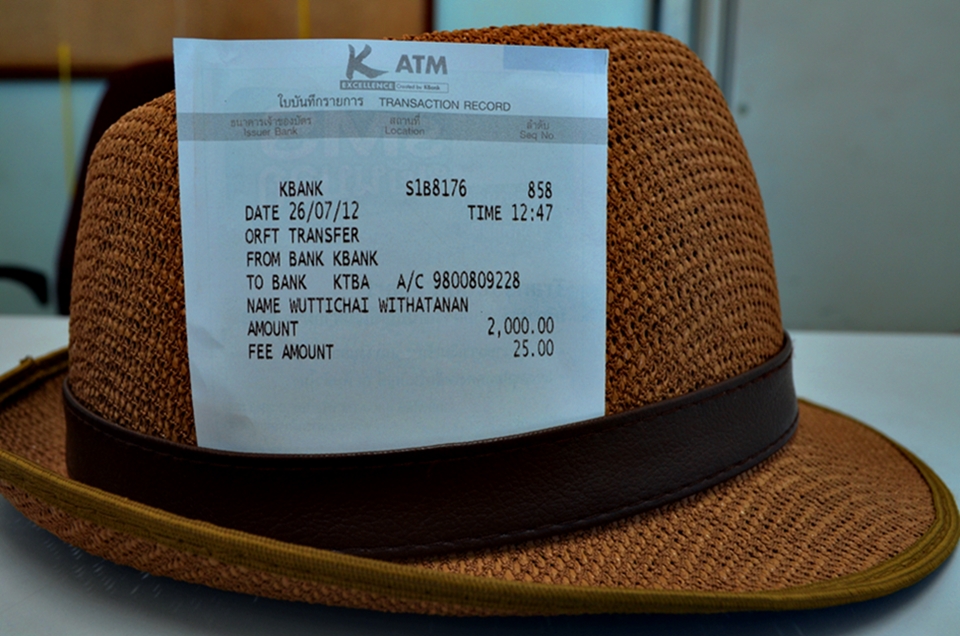 K ATM
EXCELLENCE Created by KBank
ใบบันทึกรายการ TRANSACTION RECORD
ธนาคารเจ้าของบัตร สถานที่ ลำดับ
Issuer Bank Location Seq No.
KBANK S1B8176 858
DATE 26/07/12 TIME 12:47
ORFT TRANSFER
FROM BANK KBANK
TO BANK KTBA A/C 9800809228
NAME WUTTICHAI WITHATANAN
AMOUNT 2,000.00
FEE AMOUNT 25.00